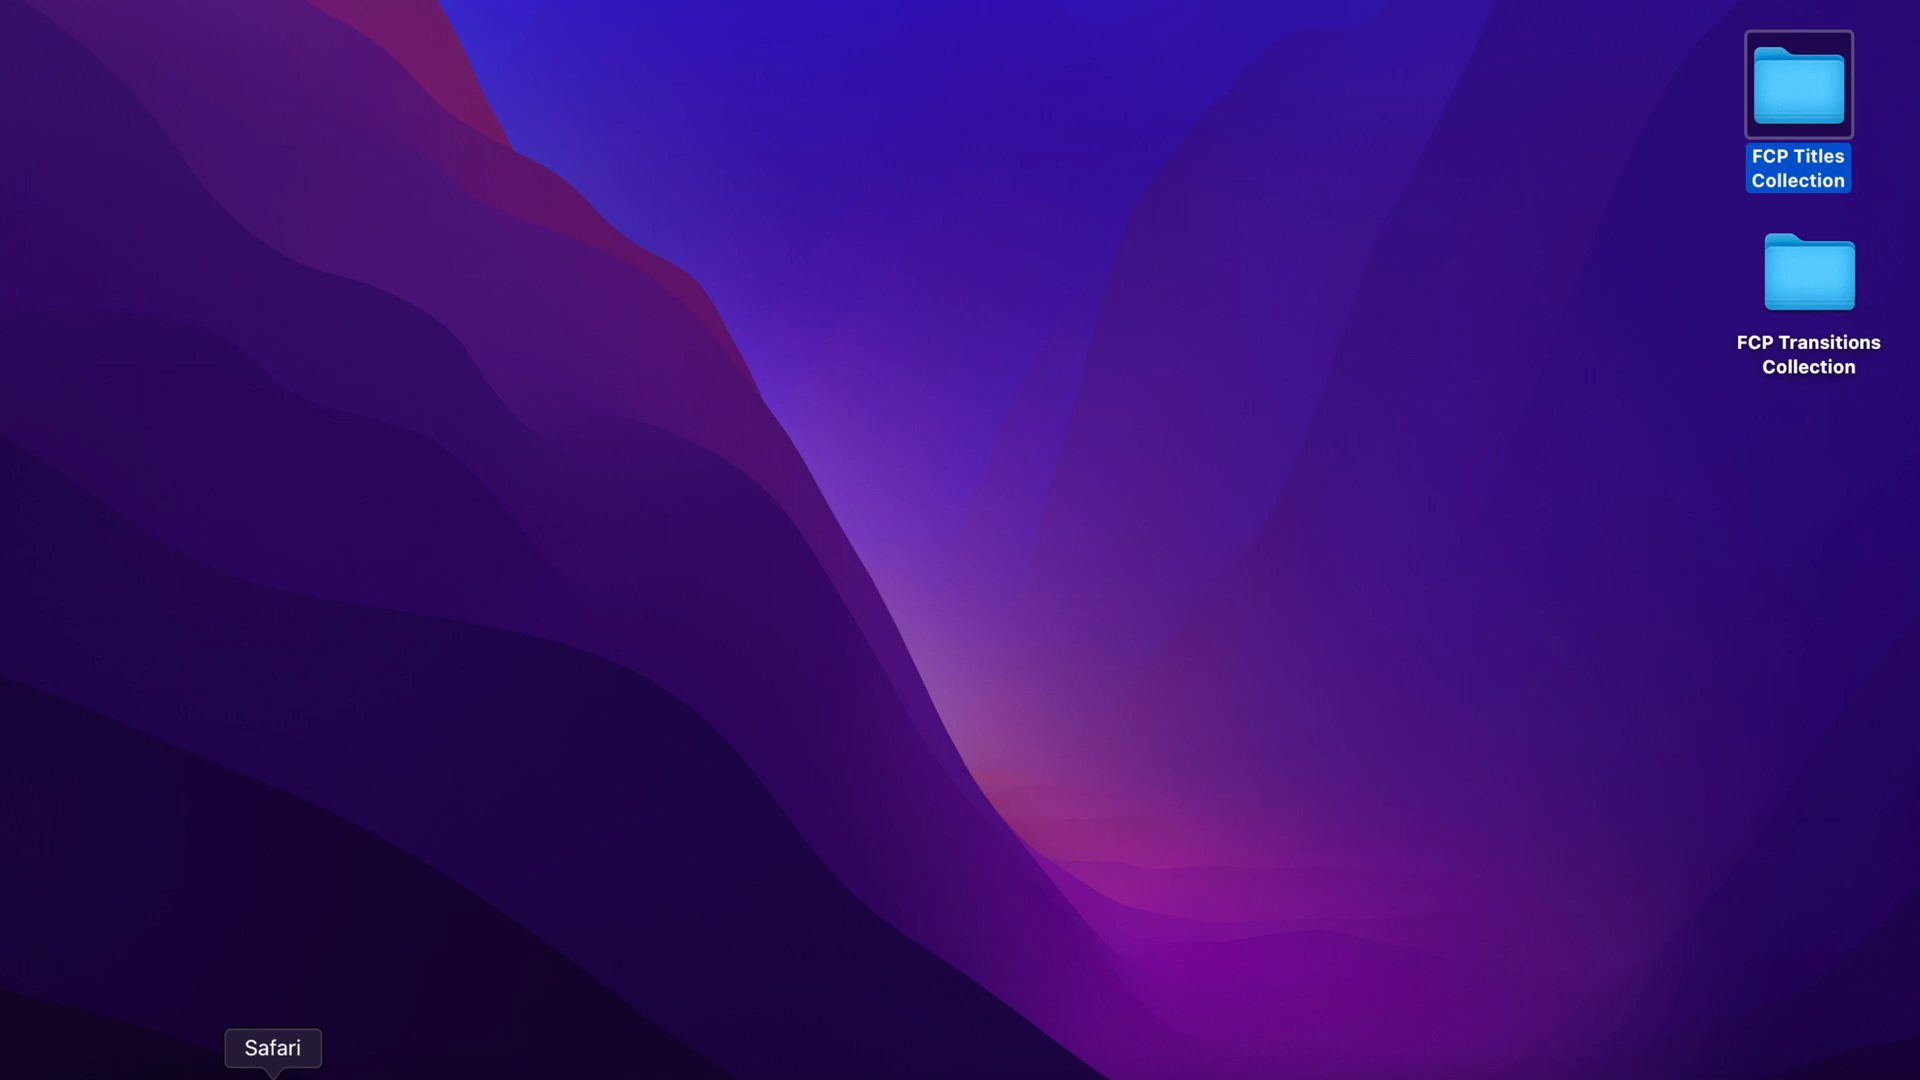 FCP Titles
Collection
FCP Transitions
Collection
Safari